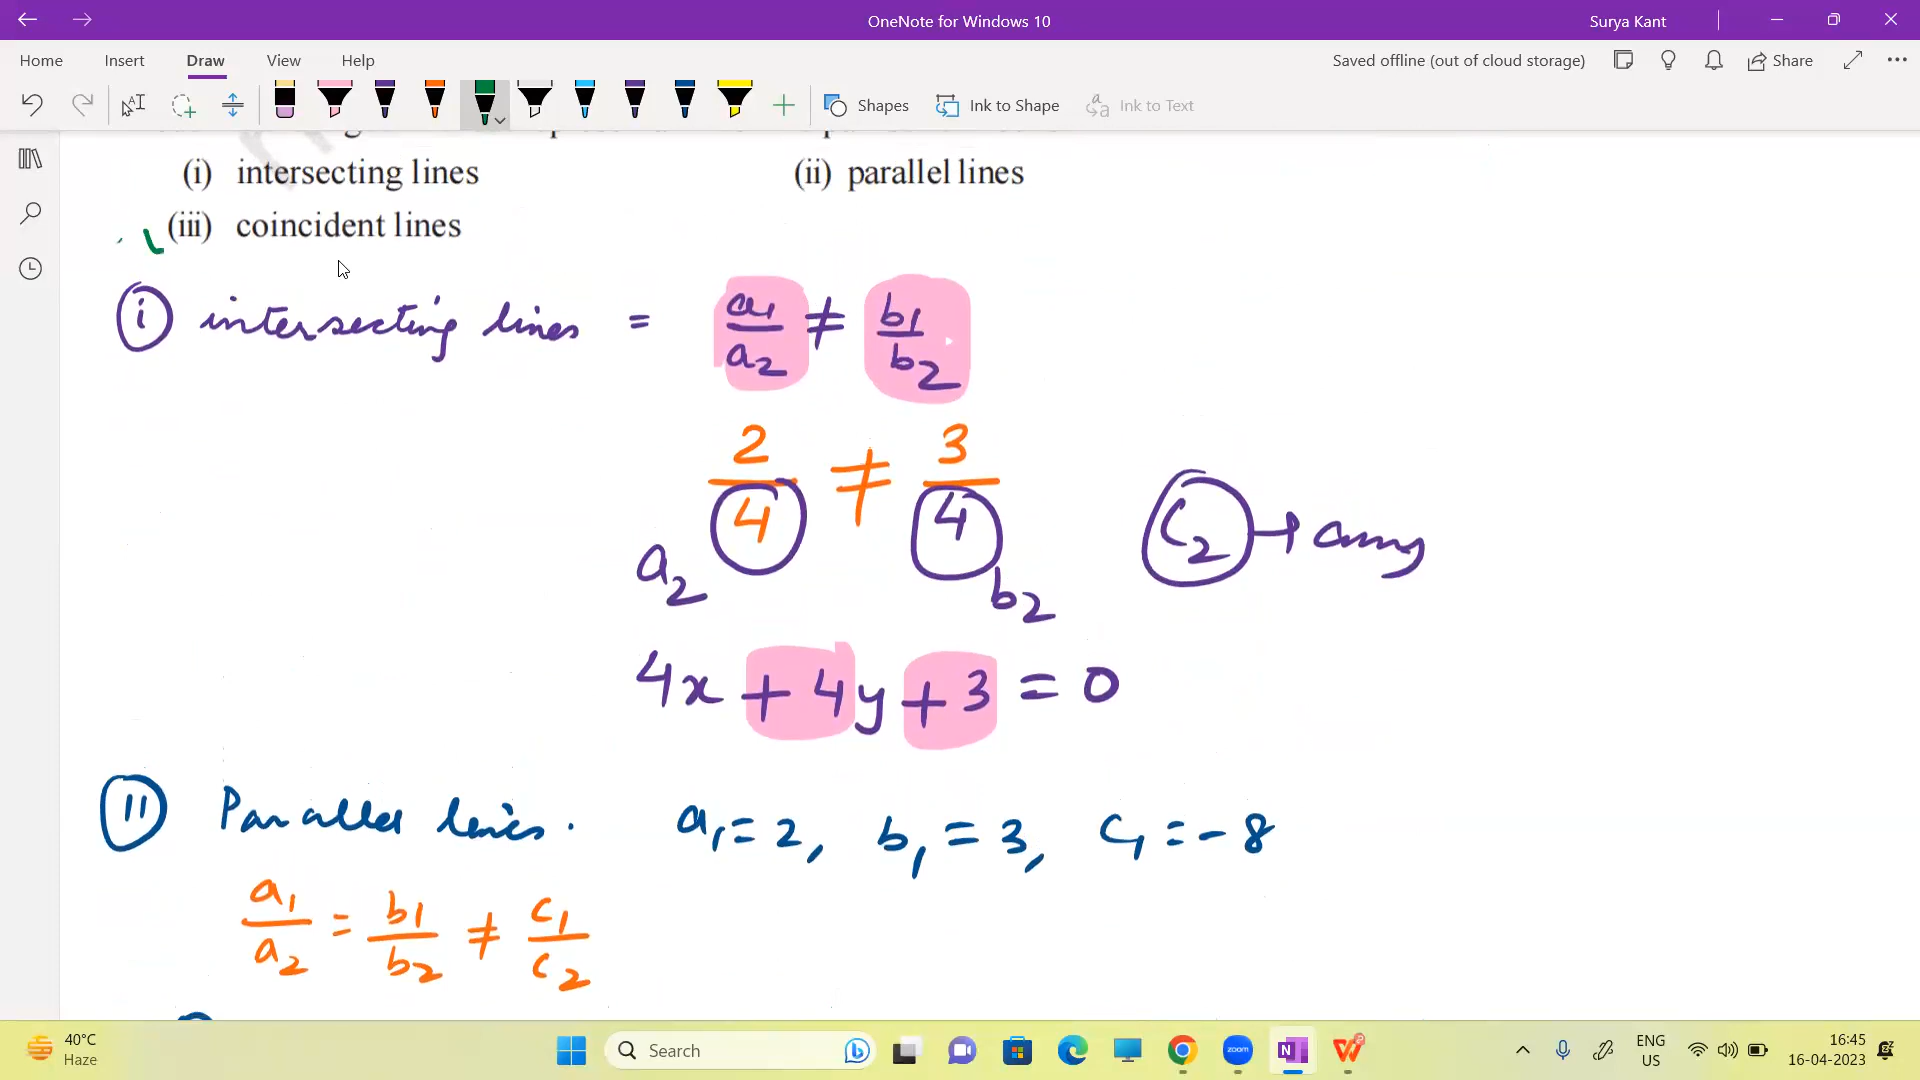 OneNote for Windows 10
Surya Kant
Home Insert Draw View Help
Saved offline (out of cloud storage)
Share
Shapes
Ink to Shape
Ink to Text
(i) intersecting lines
(ii) parallel lines
(iii) coincident lines
(i) intersecting lines = a₁/a₂ ≠ b₁/b₂
2/4 ≠ 3/4
a₂
b₂
C₂ → any
4x + 4y + 3 = 0
(II) Parallel lines. a₁ = 2, b₁ = 3, c₁ = - 8
a₁/a₂ = b₁/b₂ ≠ c₁/c₂
40°C
Haze
Search
zoom
ENG
US
16:45
16-04-2023